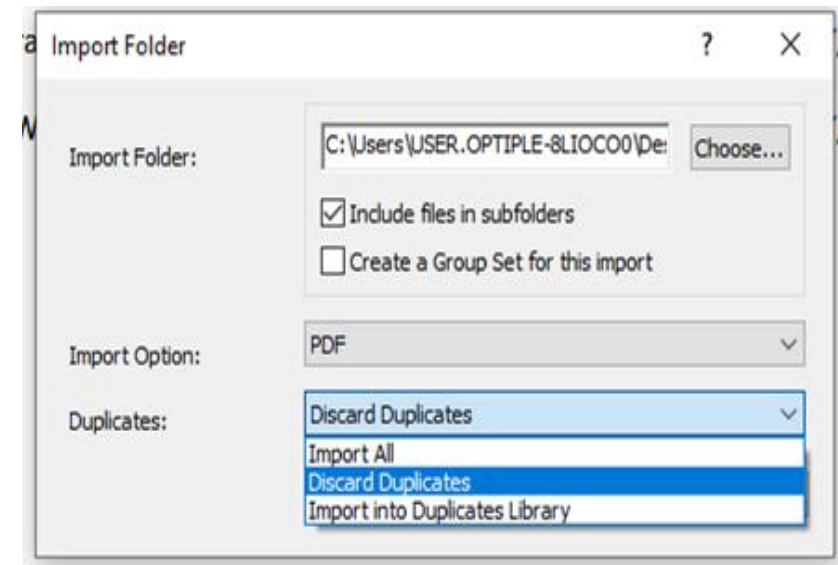 Import Folder ? X
Import Folder: C:\Users\USER.OPTIPLE-8LIOCO0\Des Choose...
Include files in subfolders
Create a Group Set for this import
Import Option: PDF
Duplicates: Discard Duplicates
Import All
Discard Duplicates
Import into Duplicates Library